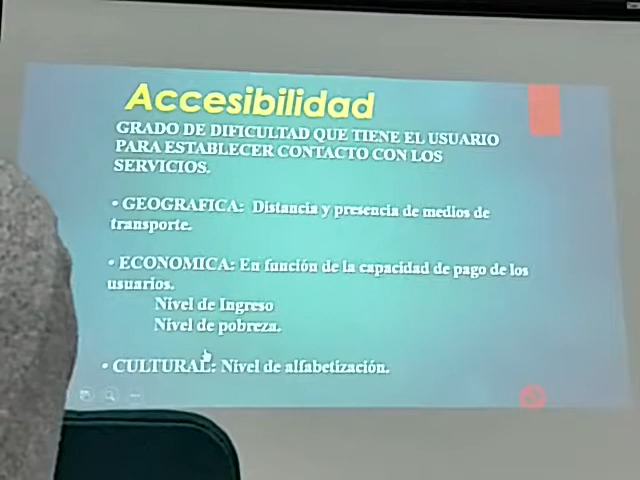 Accesibilidad
GRADO DE DIFICULTAD QUE TIENE EL USUARIO
PARA ESTABLECER CONTACTO CON LOS
SERVICIOS.
• GEOGRAFICA: Distancia y presencia de medios de
transporte.
• ECONOMICA: En función de la capacidad de pago de los
usuarios.
Nivel de Ingreso
Nivel de pobreza.
• CULTURAL: Nivel de alfabetización.